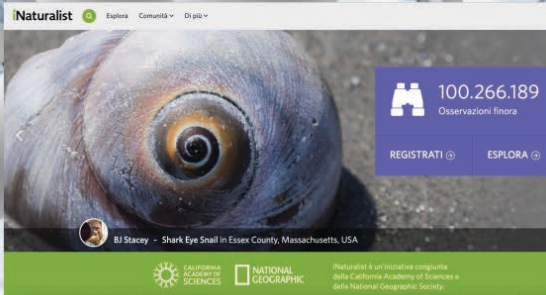 iNaturalist
Esplora
Comunità
Di più
100.266.189
Osservazioni finora
REGISTRATI
ESPLORA
BJ Stacey - Shark Eye Snail in Essex County, Massachusetts, USA
CALIFORNIA
ACADEMY OF
SCIENCES
NATIONAL
GEOGRAPHIC
iNaturalist è un'iniziativa congiunta
della California Academy of Sciences e
della National Geographic Society.